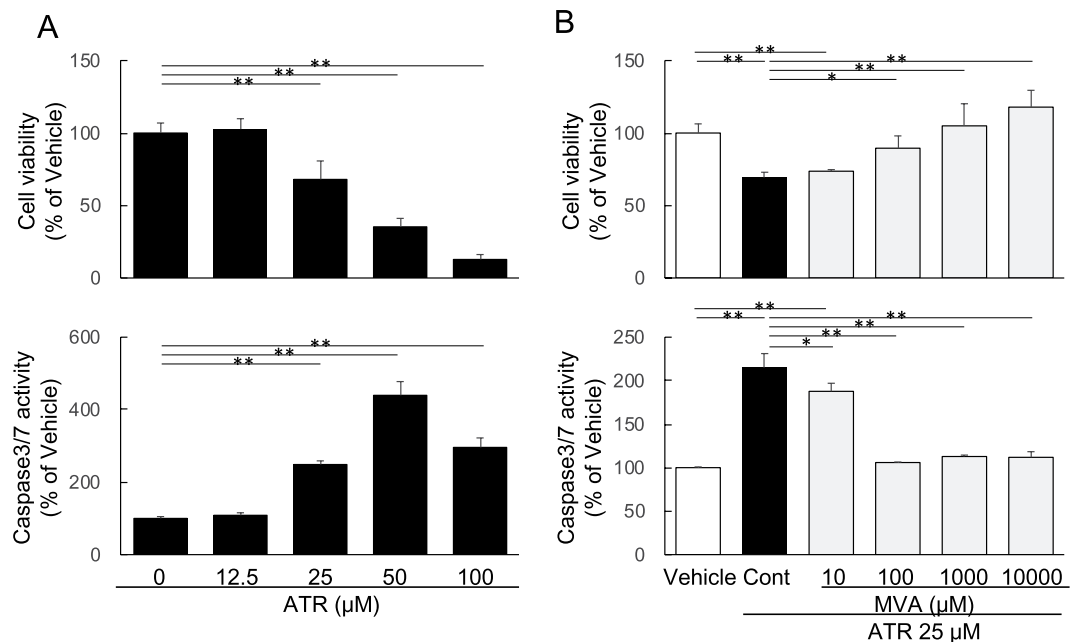 A
Cell viability
(% of Vehicle)
150
100
50
0
**
**
**
Caspase3/7 activity
(% of Vehicle)
600
400
200
0
**
**
**
0 12.5 25 50 100
ATR (µM)
B
Cell viability
(% of Vehicle)
150
100
50
0
**
** **
**
*
Caspase3/7 activity
(% of Vehicle)
250
200
150
100
50
0
**
** **
**
**
*
Vehicle Cont 10 100 1000 10000
MVA (µM)
ATR 25 µM